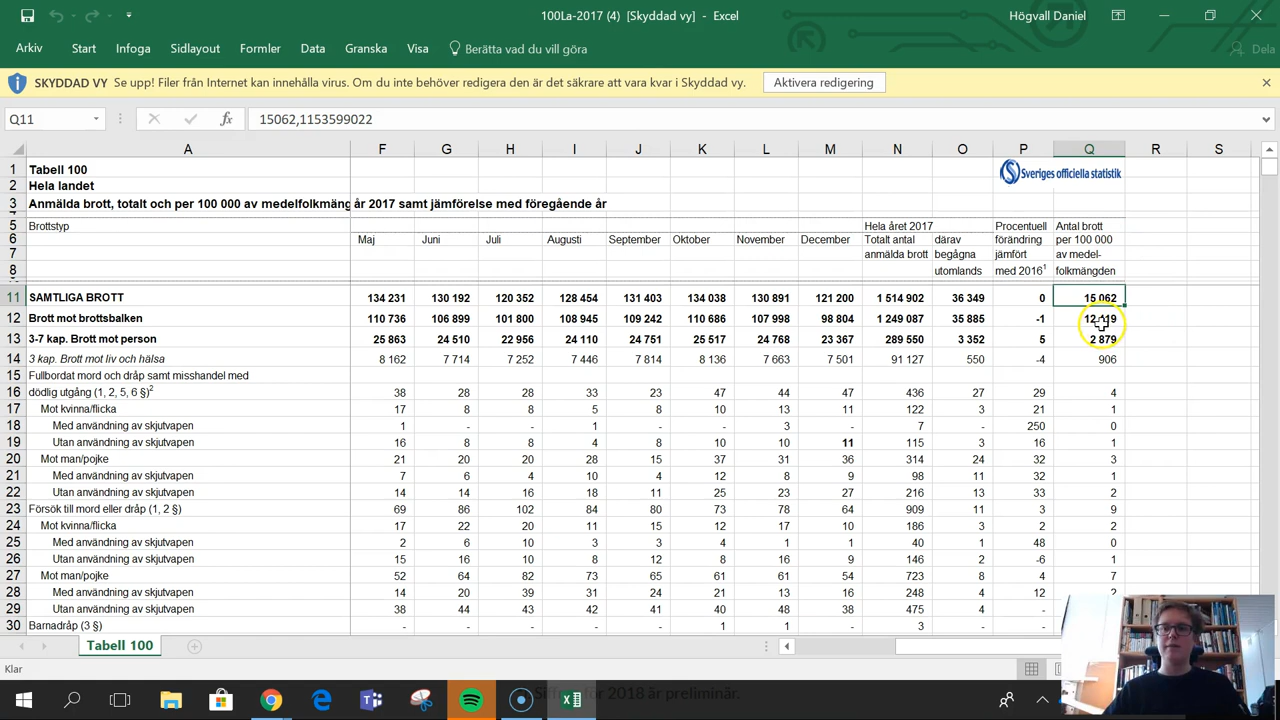 100La-2017 (4) [Skyddad vy] - Excel
Högvall Daniel
Arkiv Start Infoga Sidlayout Formler Data Granska Visa Berätta vad du vill göra Dela
SKYDDAD VY Se upp! Filer från Internet kan innehålla virus. Om du inte behöver redigera den är det säkrare att vara kvar i Skyddad vy. Aktivera redigering
Q11 fx 15062,1153599022
A F G H I J K L M N O P Q R S
1 Tabell 100 Sveriges officiella statistik
2 Hela landet
3 Anmälda brott, totalt och per 100 000 av medelfolkmäng år 2017 samt jämförelse med föregående år
5 Brottstyp Hela året 2017 Procentuell Antal brott
6 Maj Juni Juli Augusti September Oktober November December Totalt antal därav förändring per 100 000
7 anmälda brott begågna jämfört av medel-
8 utomlands med 2016¹ folkmängden
11 SAMTLIGA BROTT 134 231 130 192 120 352 128 454 131 403 134 038 130 891 121 200 1 514 902 36 349 0 15 062
12 Brott mot brottsbalken 110 736 106 899 101 800 108 945 109 242 110 686 107 998 108 804 1 249 087 35 885 -1
13 3-7 kap. Brott mot person 25 863 24 510 22 956 24 110 24 751 25 517 24 768 23 367 289 550 3 352 5 2 879
14 3 kap. Brott mot liv och hälsa 8 162 7 714 7 252 7 446 7 814 8 136 7 663 7 501 91 127 550 -4 906
15 Fullbordat mord och dråp samt misshandel med
16 dödlig utgång (1, 2, 5, 6 §)² 38 28 28 33 23 47 44 47 436 27 29 4
17 Mot kvinna/flicka 17 8 8 5 8 10 13 11 122 3 21 1
18 Med användning av skjutvapen 1 - - 1 - - 3 - 7 - 250 0
19 Utan användning av skjutvapen 16 8 8 4 8 10 10 11 115 3 16 1
20 Mot man/pojke 21 20 20 28 15 37 31 36 314 24 32 3
21 Med användning av skjutvapen 7 6 4 10 4 12 8 9 98 11 32 1
22 Utan användning av skjutvapen 14 14 16 18 11 25 23 27 216 13 33 2
23 Försök till mord eller dråp (1, 2 §) 69 86 102 84 80 73 78 64 909 11 3 9
24 Mot kvinna/flicka 17 22 20 11 15 12 17 10 186 3 2 2
25 Med användning av skjutvapen 2 6 10 3 3 4 1 1 40 1 48 0
26 Utan användning av skjutvapen 15 16 10 8 12 8 16 9 146 2 -6 1
27 Mot man/pojke 52 64 82 73 65 61 61 54 723 8 4 7
28 Med användning av skjutvapen 14 20 39 31 24 21 13 16 248 4 12 2
29 Utan användning av skjutvapen 38 44 43 42 41 40 48 38 475 4 -
30 Barnadråp (3 §) - - - - - 1 1 - 3 -
Tabell 100
Klar
för 2018 är preliminär.